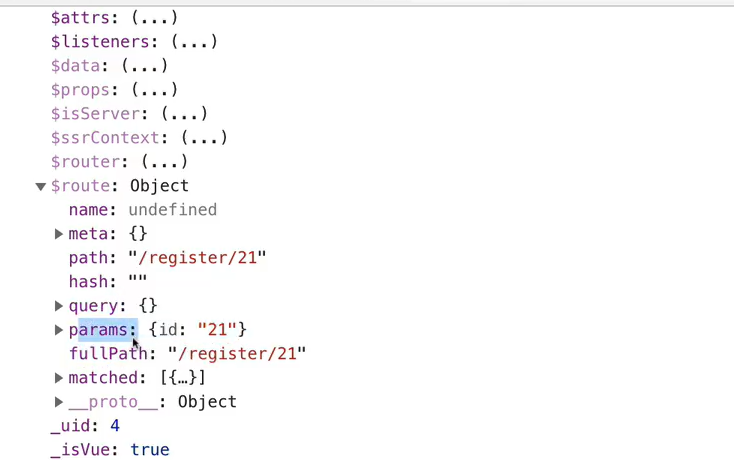 $attrs: (...)
$listeners: (...)
$data: (...)
$props: (...)
$isServer: (...)
$ssrContext: (...)
$router: (...)
$route: Object
name: undefined
meta: {}
path: "/register/21"
hash: ""
query: {}
params: {id: "21"}
fullPath: "/register/21"
matched: [{…}]
__proto__: Object
_uid: 4
_isVue: true